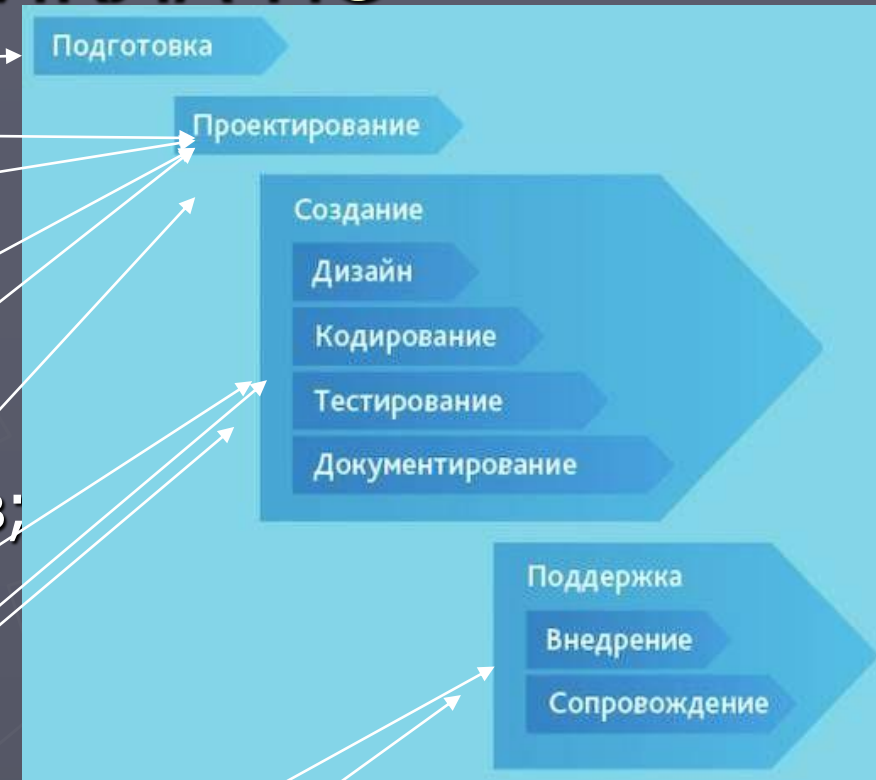 Подготовка
Проектирование
Создание
Дизайн
Кодирование
Тестирование
Документирование
Поддержка
Внедрение
Сопровождение